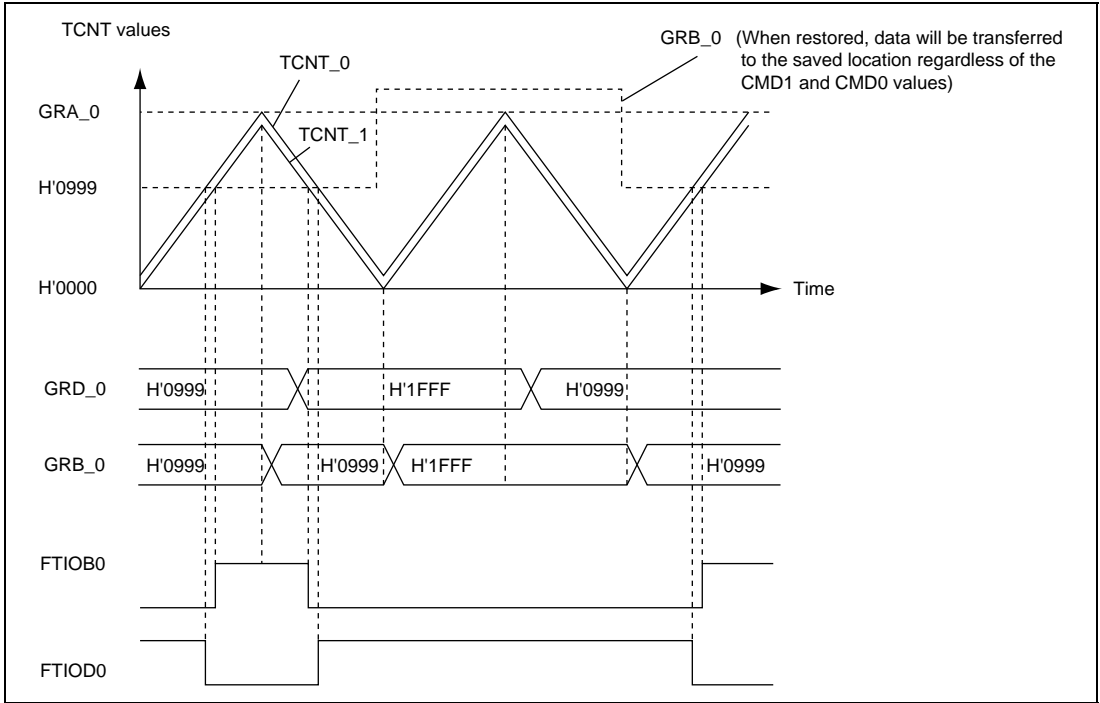 TCNT values
GRB_0 (When restored, data will be transferred
to the saved location regardless of the
CMD1 and CMD0 values)
TCNT_0
GRA_0
TCNT_1
H'0999
H'0000
Time
GRD_0 H'0999 H'1FFF H'0999
GRB_0 H'0999 H'0999 H'1FFF H'0999
FTIOB0
FTIOD0